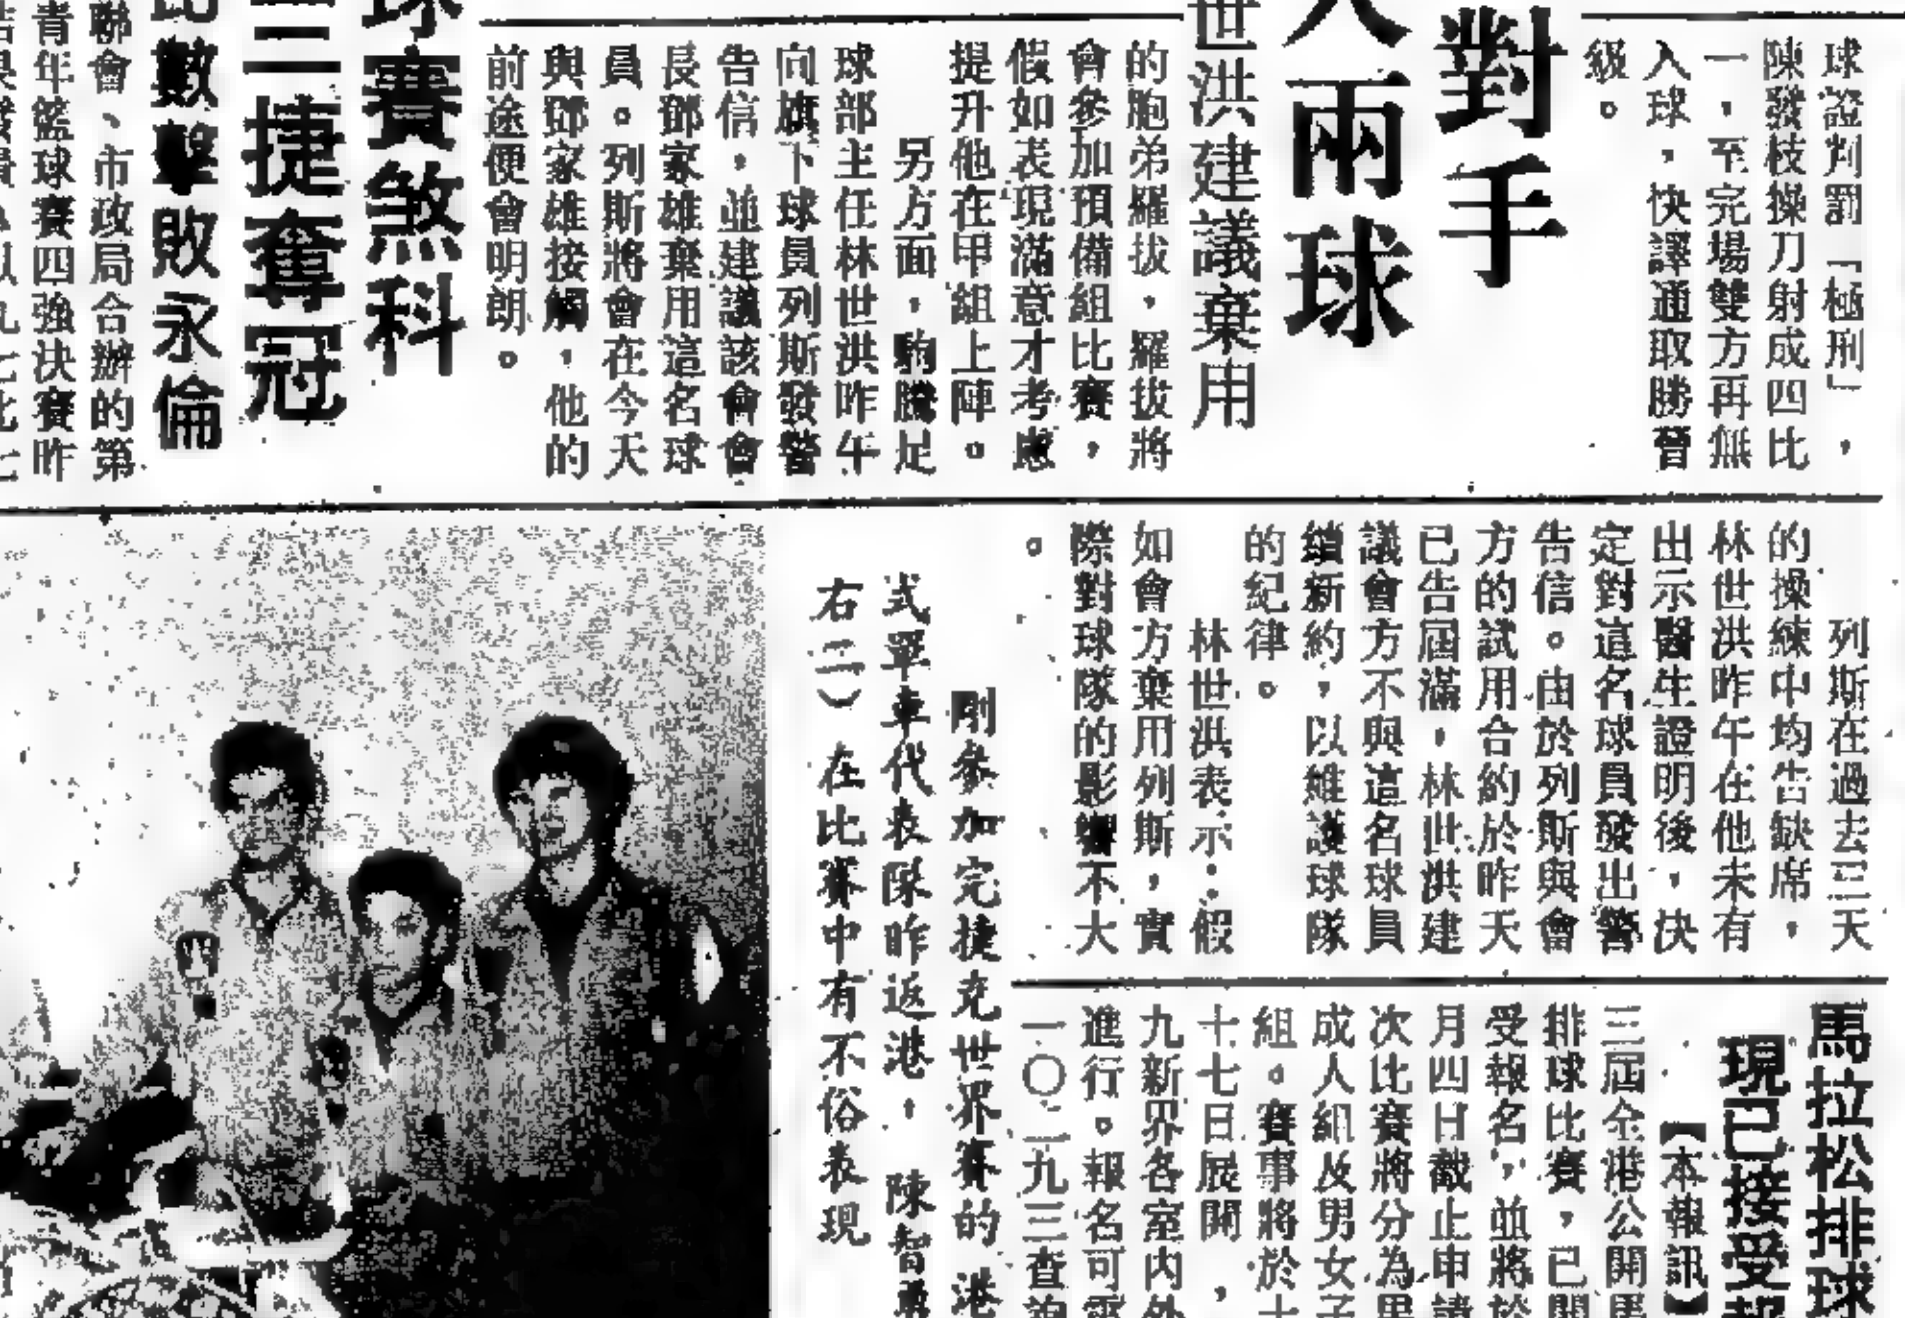 球證判罰「極刑」，
陳發枝操刀射成四比
一，至完場雙方再無
入球，快譯通取勝晉
級。
對手
入兩球
世洪建議棄用
的胞弟羅拔，羅拔將
會參加預備組比賽，
假如表現滿意才考慮
提升他在甲組上陣。
另方面，駒騰足
球部主任林世洪昨午
向旗下球員列斯發警
告信，並建議該會會
長鄧家雄棄用這名球
員。列斯將會在今天
與鄧家雄接觸，他的
前途便會明朗。
球賽煞科
三捷奪冠
數擊敗永倫
聯會、市政局合辦的第
青年籃球賽四強決賽昨
列斯在過去三天
的操練中均告缺席，
林世洪昨午在他未有
出示醫生證明後，決
定對這名球員發出警
告信。由於列斯與會
方的試用合約於昨天
已告屆滿，林世洪建
議會方不與這名球員
續新約，以維護球隊
的紀律。
林世洪表示：假
如會方棄用列斯，實
際對球隊的影響不大
。
馬拉松排球
現已接受
【本報訊】
三屆全港公開馬
排球比賽，已開
受報名，並將於
月四日截止申請
次比賽將分為男
成人組及男女子
組。賽事將於十
十七日展開，
九新界各室內外
進行。報名可電
一〇二九三查詢
剛參加完捷克世界賽的港
式單車代表隊昨返港，陳智勇
右二）在比賽中有不俗表現